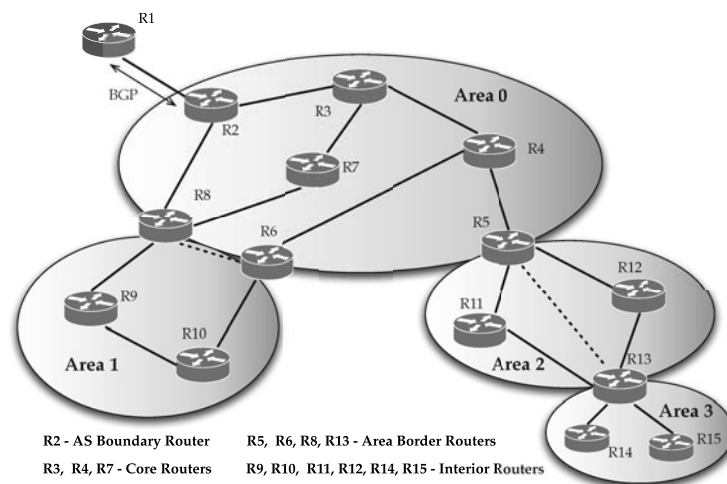 R1
BGP
R2
R3
Area 0
R4
R7
R8
R6
R5
R12
R9
R11
R10
Area 1
Area 2
R13
Area 3
R14
R15
R2 - AS Boundary Router
R5, R6, R8, R13 - Area Border Routers
R3, R4, R7 - Core Routers
R9, R10, R11, R12, R14, R15 - Interior Routers